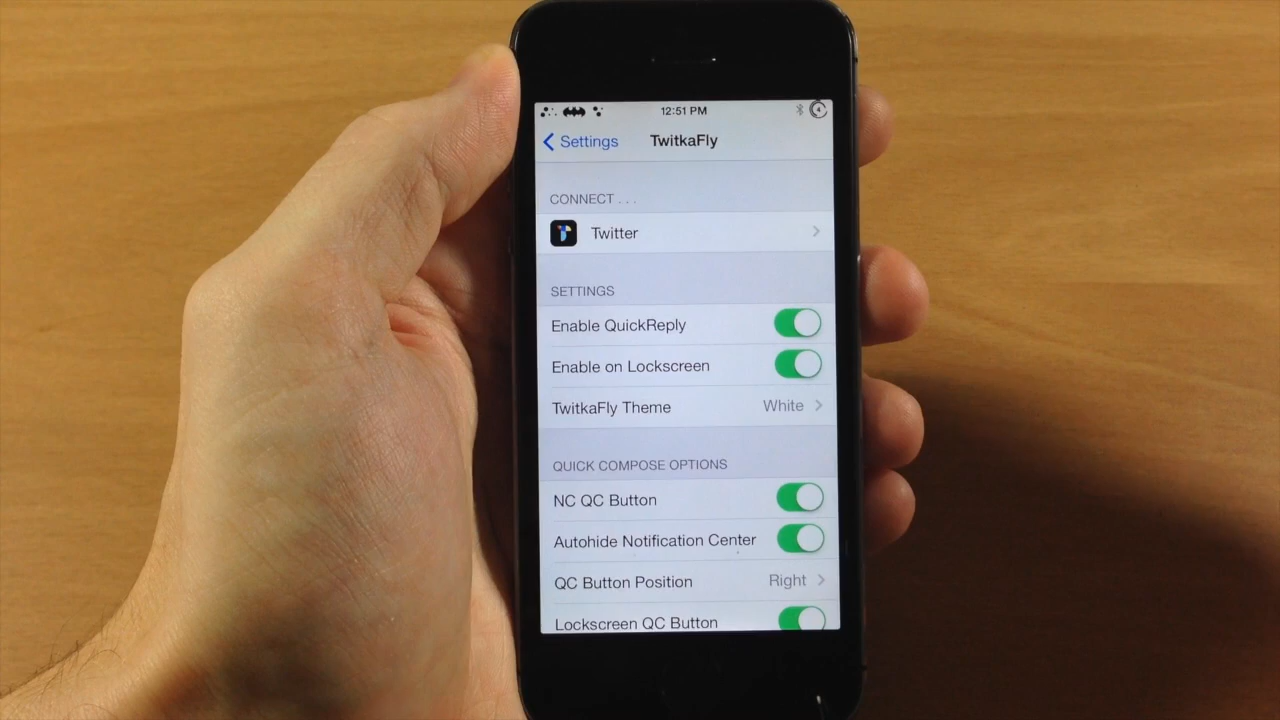 12:51 PM
Settings TwitkaFly
CONNECT . . .
Twitter
SETTINGS
Enable QuickReply
Enable on Lockscreen
TwitkaFly Theme White
QUICK COMPOSE OPTIONS
NC QC Button
Autohide Notification Center
QC Button Position Right
Lockscreen QC Button